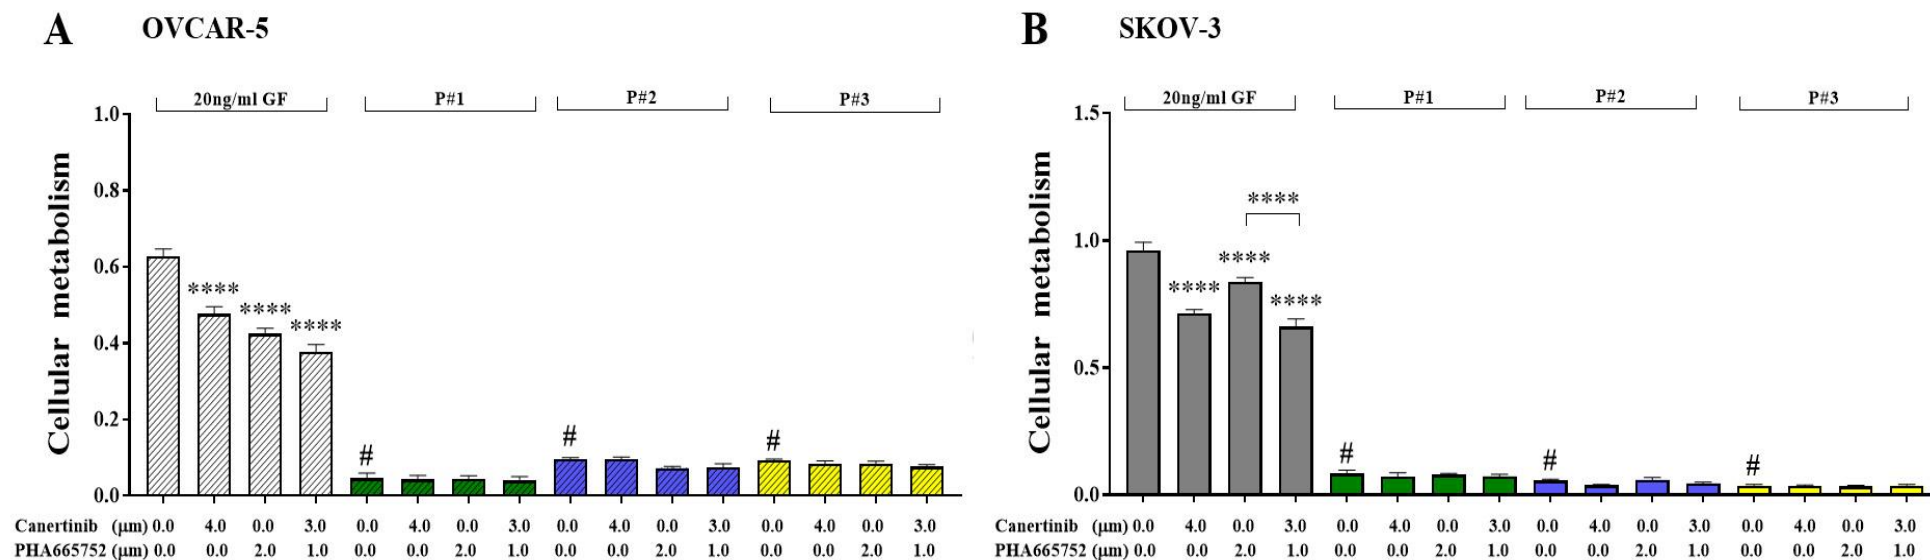 A OVCAR-5
20ng/ml GF P#1 P#2 P#3
Cellular metabolism
1.0
0.8
0.6
0.4
0.2
0.0
****
****
****
# # #
Canertinib (μm) 0.0 4.0 0.0 3.0 0.0 4.0 0.0 3.0 0.0 4.0 0.0 3.0 0.0 4.0 0.0 3.0
PHA665752 (μm) 0.0 0.0 2.0 1.0 0.0 0.0 2.0 1.0 0.0 0.0 2.0 1.0 0.0 0.0 2.0 1.0
B SKOV-3
20ng/ml GF P#1 P#2 P#3
Cellular metabolism
1.5
1.0
0.5
0.0
****
****
****
****
# # #
Canertinib (μm) 0.0 4.0 0.0 3.0 0.0 4.0 0.0 3.0 0.0 4.0 0.0 3.0 0.0 4.0 0.0 3.0
PHA665752 (μm) 0.0 0.0 2.0 1.0 0.0 0.0 2.0 1.0 0.0 0.0 2.0 1.0 0.0 0.0 2.0 1.0